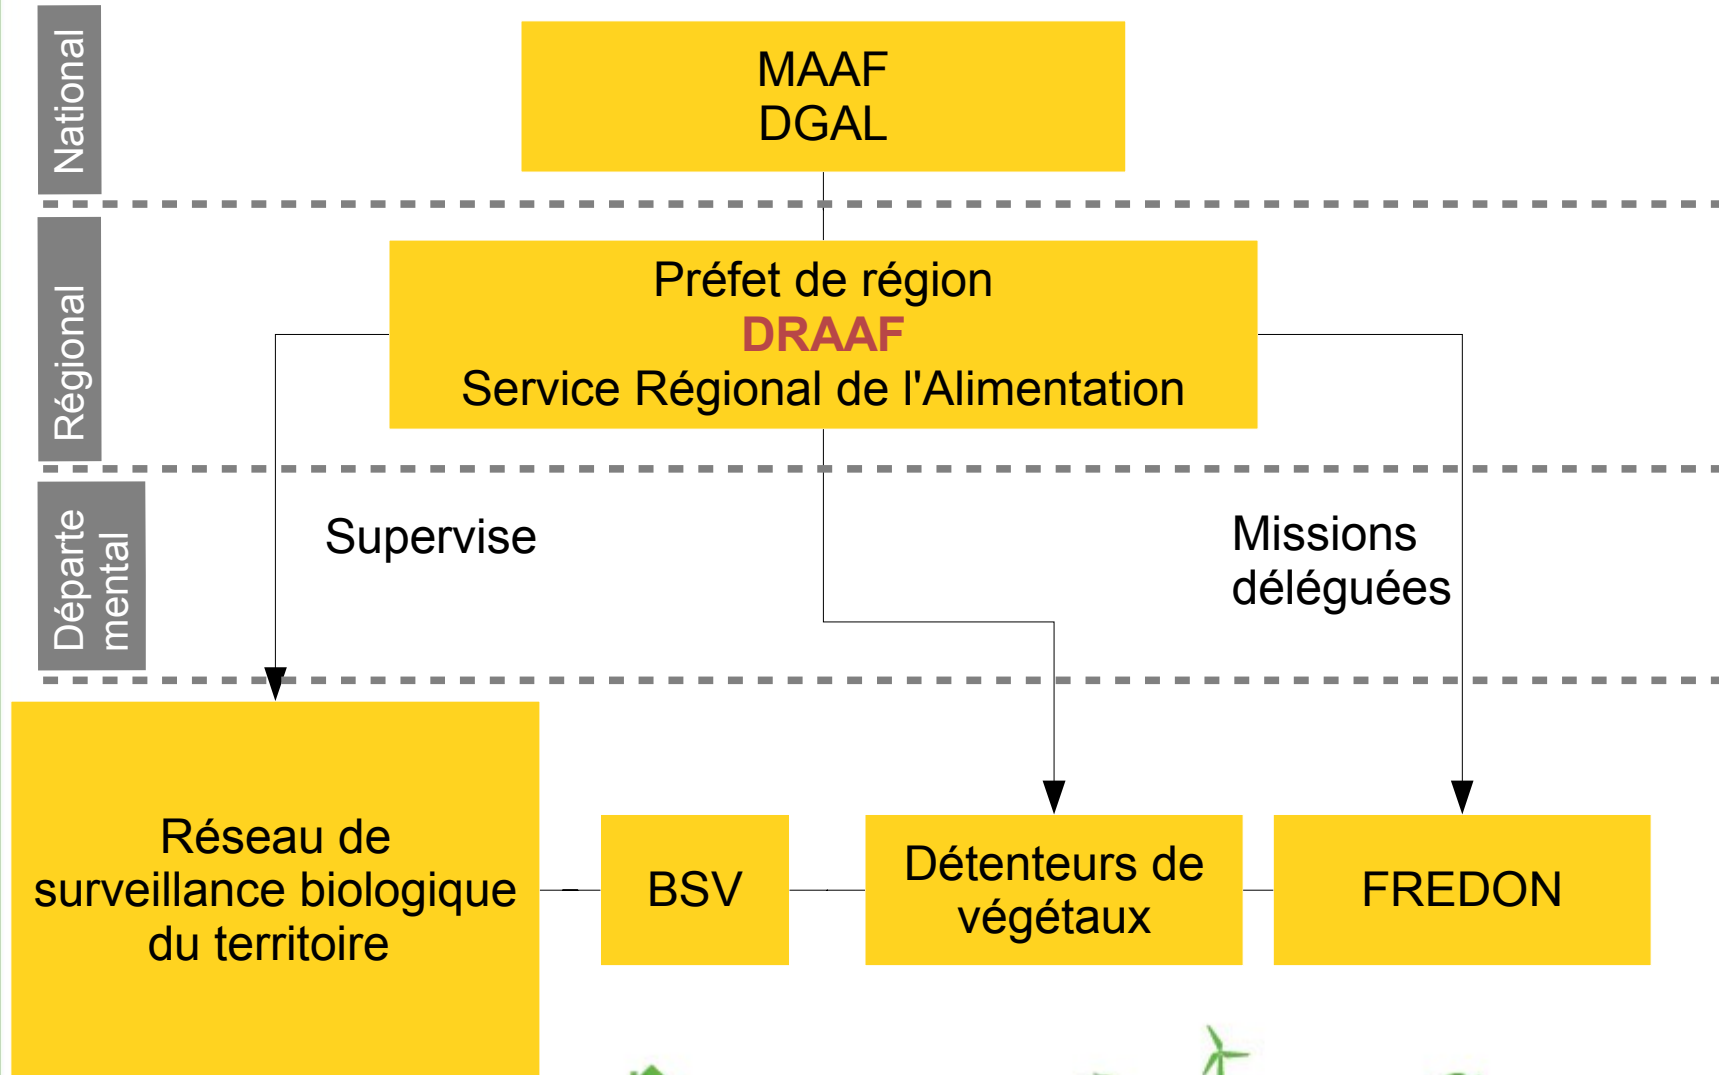 National
MAAF
DGAL
Régional
Préfet de région
DRAAF
Service Régional de l'Alimentation
Départe
mental
Supervise
Missions
déléguées
Réseau de
surveillance biologique
du territoire
BSV
Détenteurs de
végétaux
FREDON